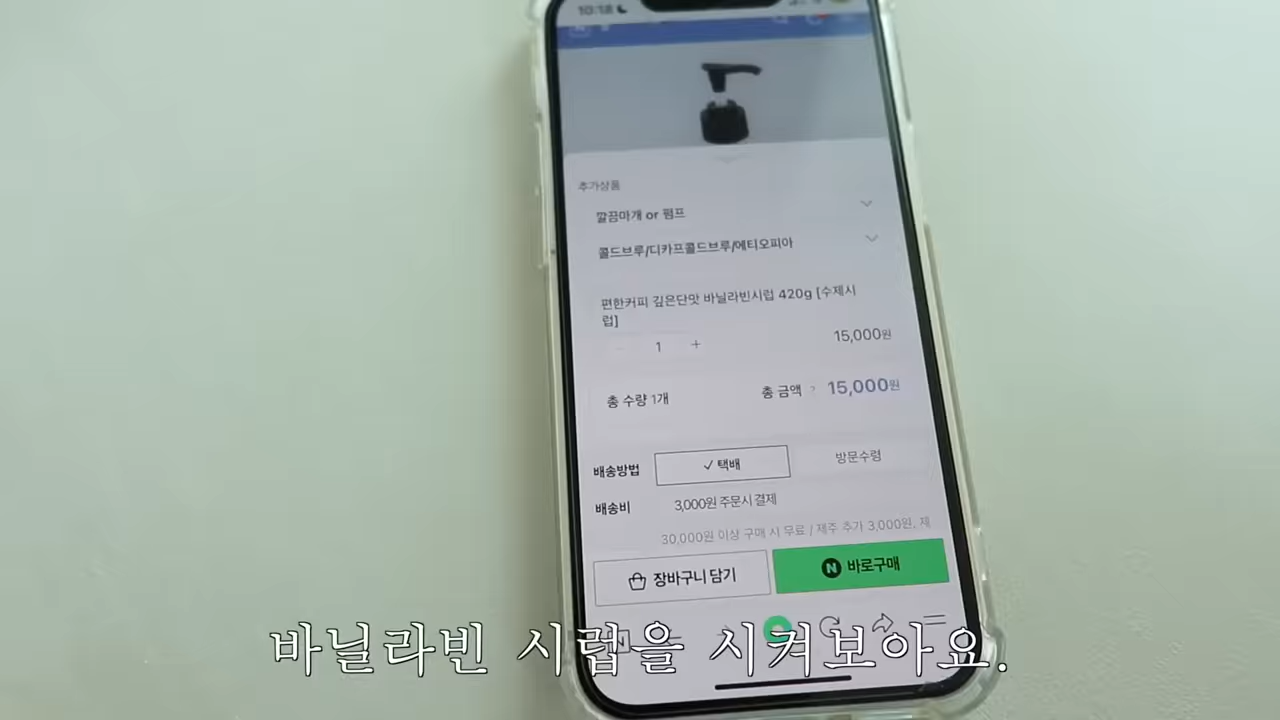 10:18
추가상품
깔끔마개 or 펌프
콜드브루/디카프콜드브루/에티오피아
편한커피 깊은단맛 바닐라빈시럽 420g [수제시
럽]
- 1 +
15,000원
총 수량 1개
총 금액 ? 15,000원
배송방법
✓ 택배
방문수령
배송비
3,000원 주문시 결제
30,000원 이상 구매 시 무료 / 제주 추가 3,000원, 제
장바구니 담기
N 바로구매
바닐라빈 시럽을 시켜보아요.